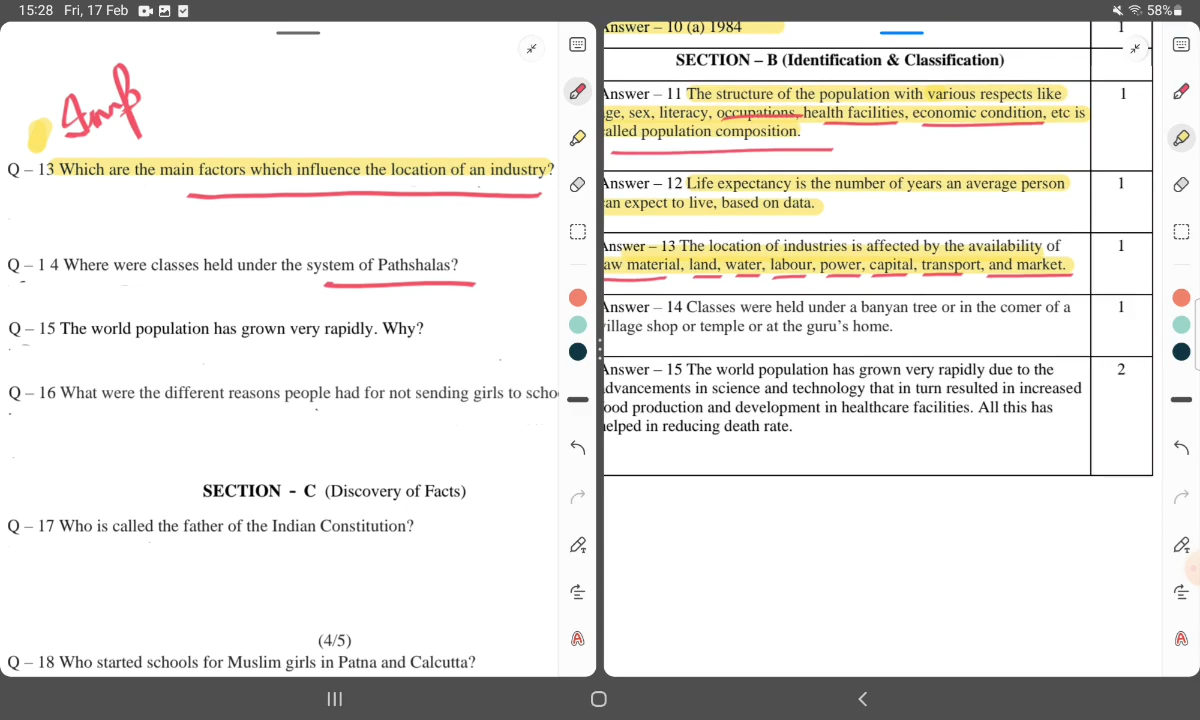 15:28 Fri, 17 Feb
58%
Imp
Q – 13 Which are the main factors which influence the location of an industry?
Q – 1 4 Where were classes held under the system of Pathshalas?
Q – 15 The world population has grown very rapidly. Why?
Q – 16 What were the different reasons people had for not sending girls to scho
SECTION - C (Discovery of Facts)
Q – 17 Who is called the father of the Indian Constitution?
(4/5)
Q – 18 Who started schools for Muslim girls in Patna and Calcutta?
Answer – 10 (a) 1984
1
SECTION – B (Identification & Classification)
Answer – 11 The structure of the population with various respects like
ge, sex, literacy, occupations, health facilities, economic condition, etc is
alled population composition.
1
Answer – 12 Life expectancy is the number of years an average person
an expect to live, based on data.
1
Answer – 13 The location of industries is affected by the availability of
aw material, land, water, labour, power, capital, transport, and market.
1
Answer – 14 Classes were held under a banyan tree or in the comer of a
illage shop or temple or at the guru's home.
1
Answer – 15 The world population has grown very rapidly due to the
dvancements in science and technology that in turn resulted in increased
ood production and development in healthcare facilities. All this has
elped in reducing death rate.
2